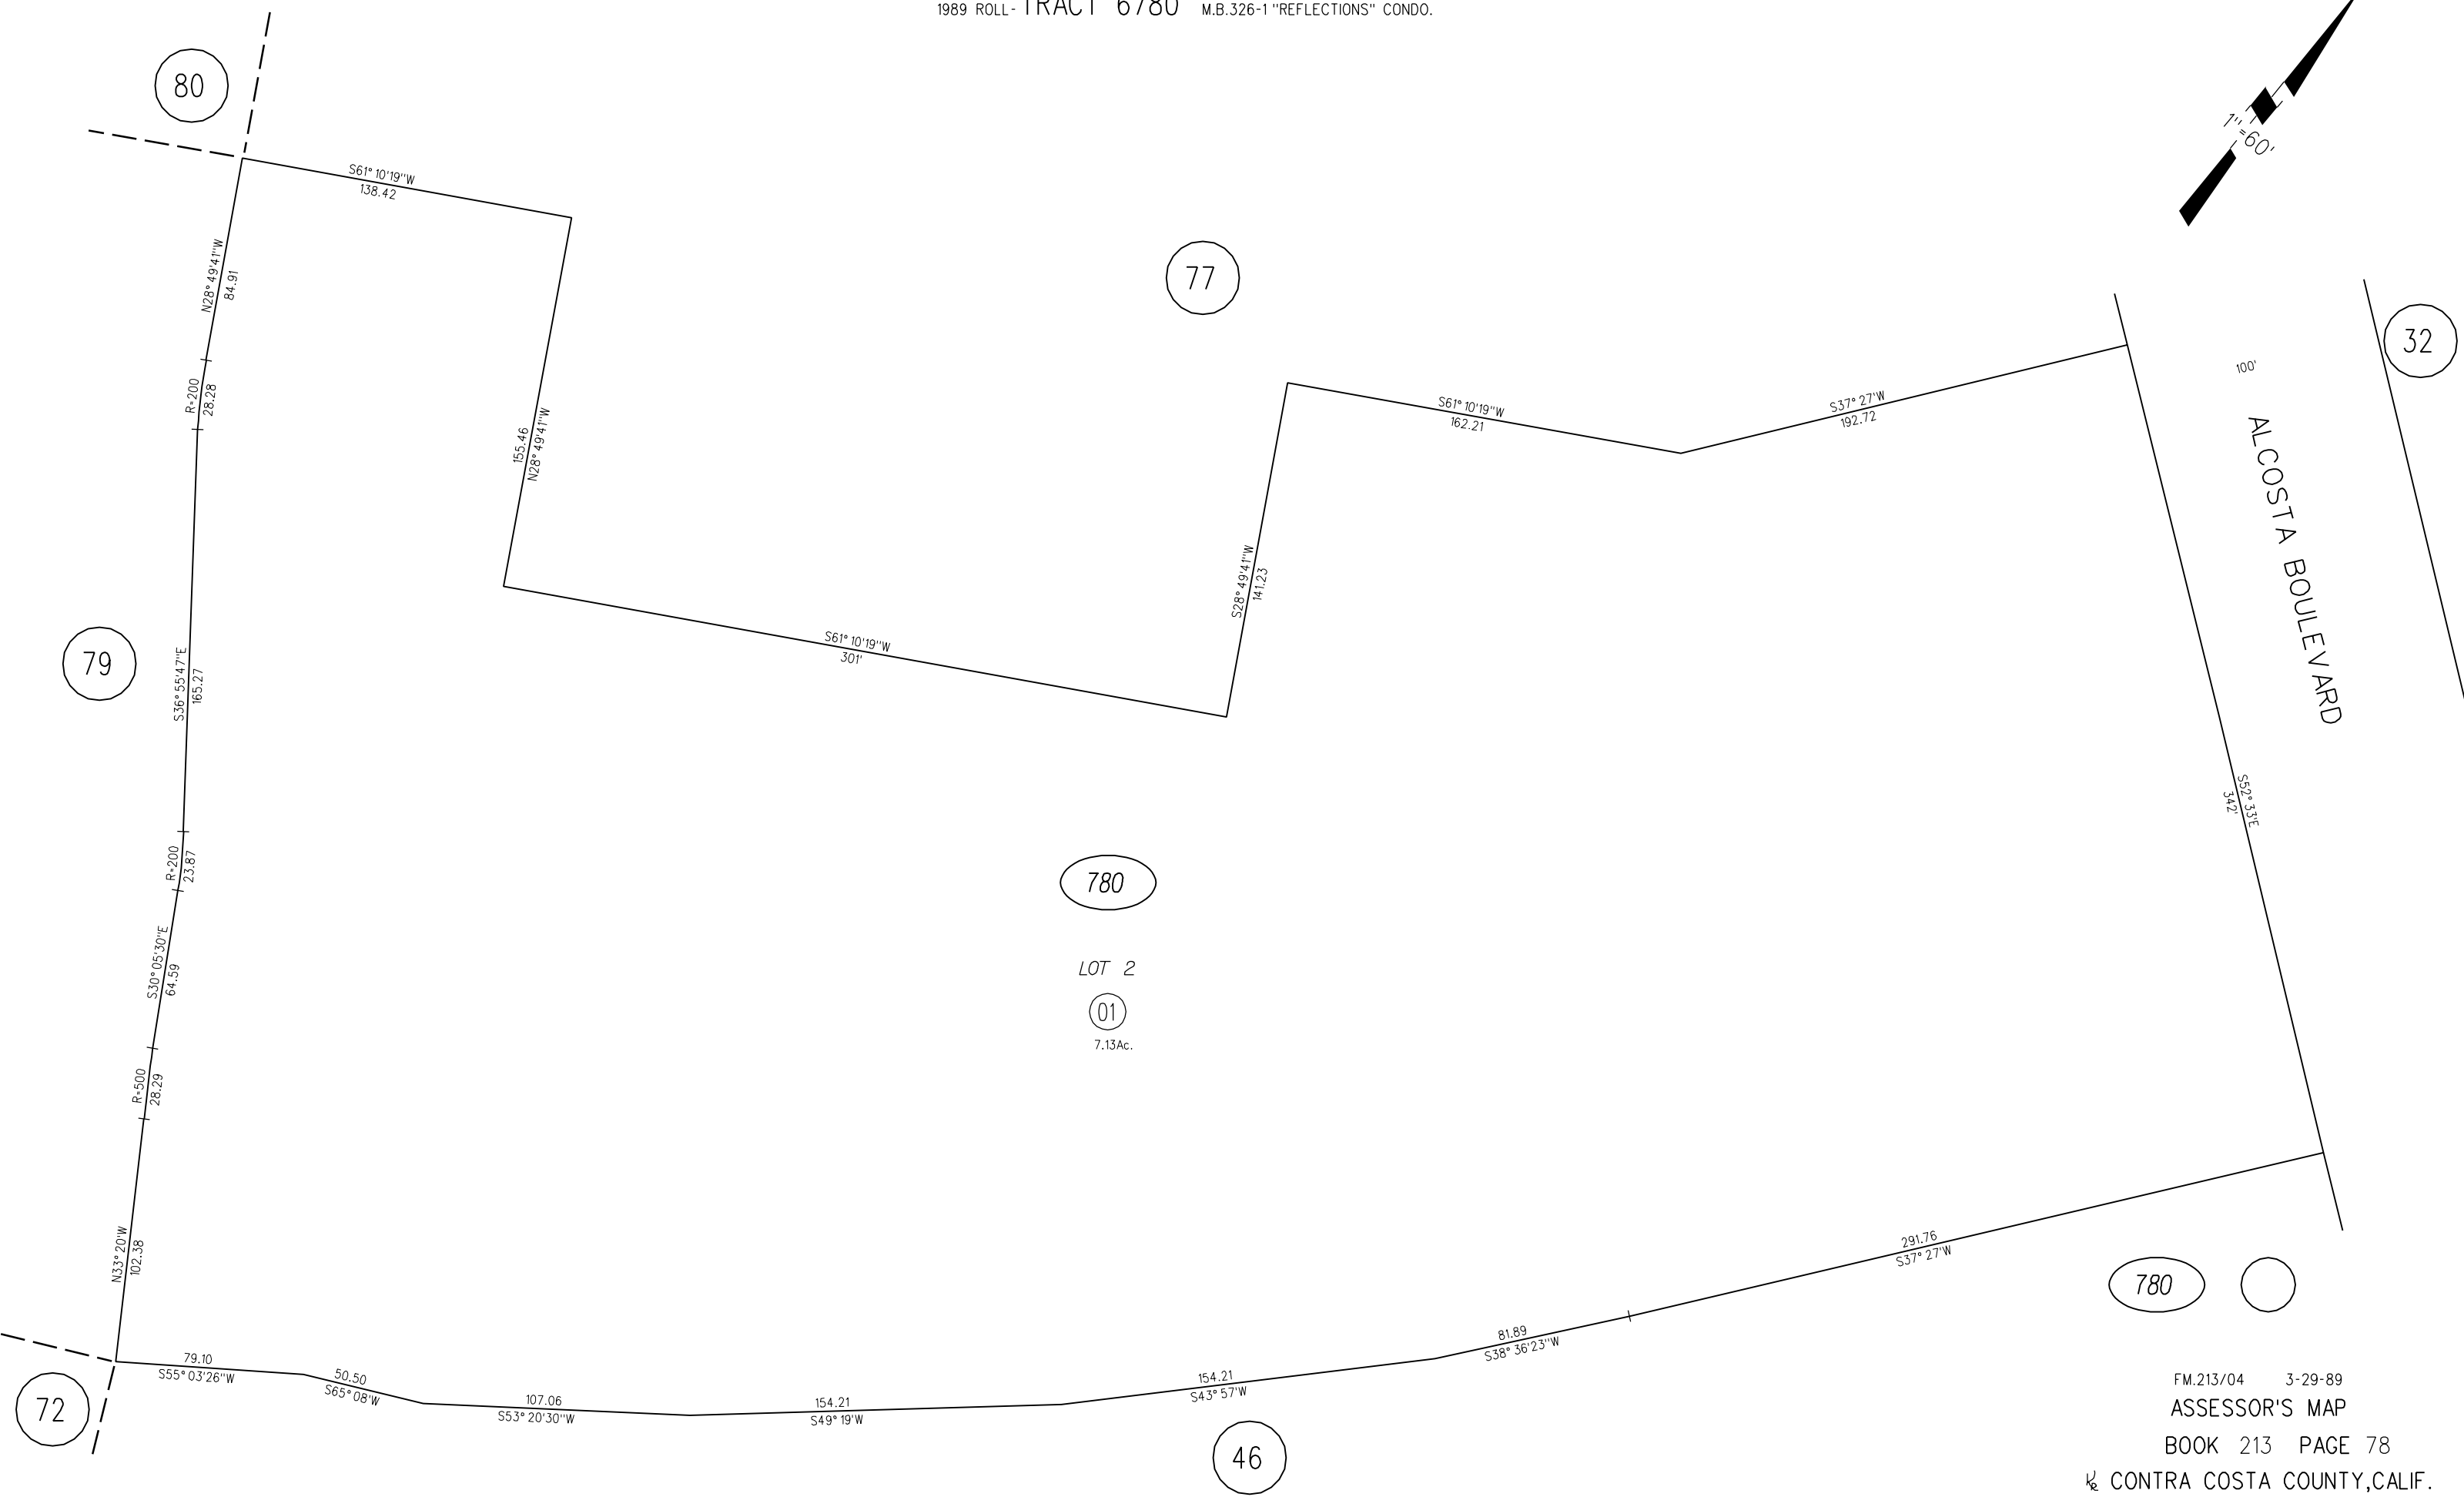 1989 ROLL- TRACT 6780 M.B.326-1 "REFLECTIONS" CONDO.
80
1"=60'
S61°10'19"W
138.42
N28°49'41"W
84.91
77
32
100'
ALCOSTA BOULEVARD
R=200
28.28
155.46
N28°49'41"W
S61°10'19"W
162.21
S37°27'W
192.72
S28°49'41"W
141.23
S61°10'19"W
301'
79
S36°55'47"E
165.27
S52°33'E
342'
R=200
23.87
780
S30°05'30"E
64.59
LOT 2
01
7.13Ac.
R=500
28.29
N33°20'W
102.38
291.76
S37°27'W
780
81.89
S38°36'23"W
79.10
S55°03'26"W
50.50
S65°08'W
107.06
S53°20'30"W
154.21
S49°19'W
154.21
S43°57'W
72
46
FM.213/04 3-29-89
ASSESSOR'S MAP
BOOK 213 PAGE 78
CONTRA COSTA COUNTY,CALIF.